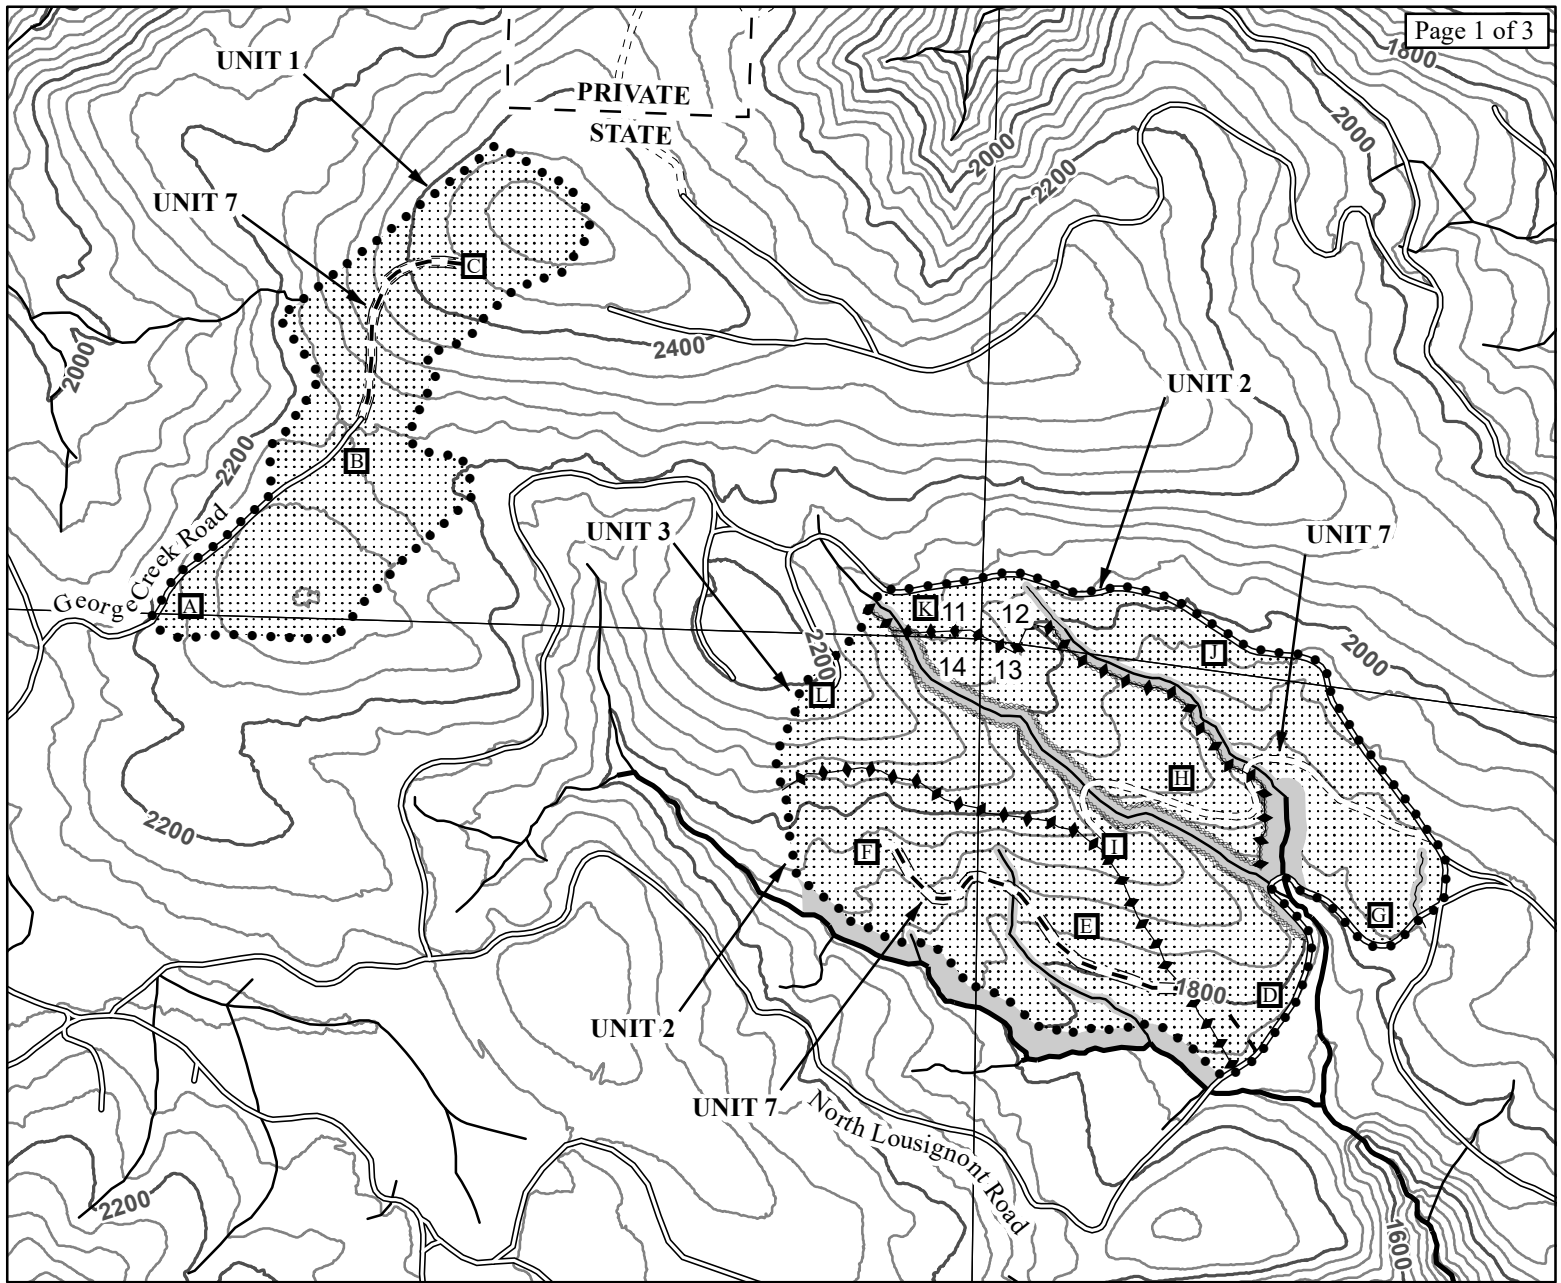 Page 1 of 3
1800
UNIT 1
PRIVATE
STATE
2000
2000
2200
UNIT 7
C
2000
2400
UNIT 2
2200
B
UNIT 3
UNIT 7
George Creek Road
A
K
11
12
2200
J
2000
14
13
L
H
2200
F
I
G
E
1800
D
UNIT 2
UNIT 7
North Lousignont Road
2200
1600